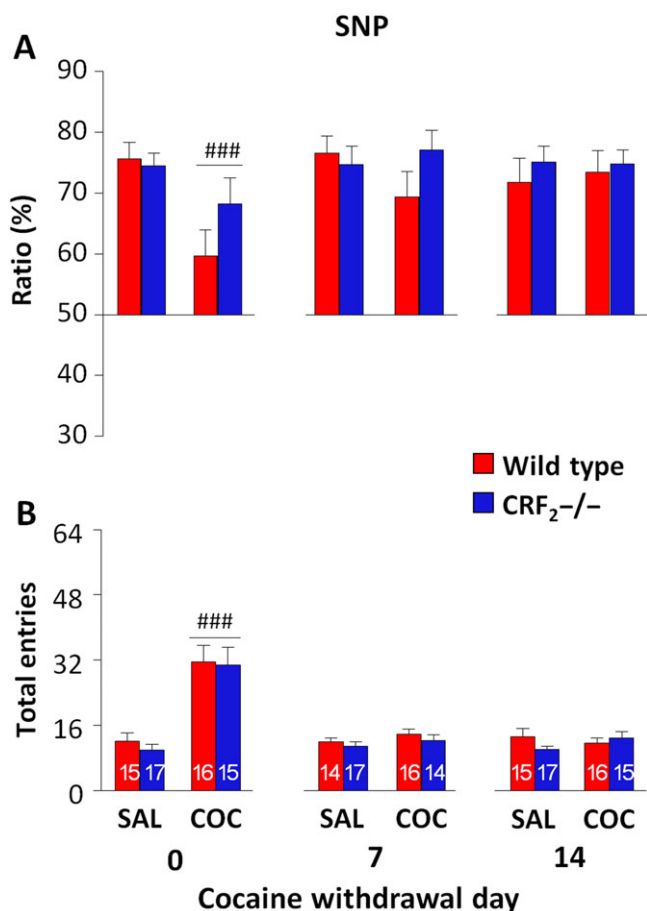 SNP
A
Ratio (%)
90
80
70
60
50
40
30
###
Wild type
CRF₂−/−
B
Total entries
64
48
32
16
0
###
15 17 16 15 14 17 16 14 15 17 16 15
SAL COC SAL COC SAL COC
0 7 14
Cocaine withdrawal day